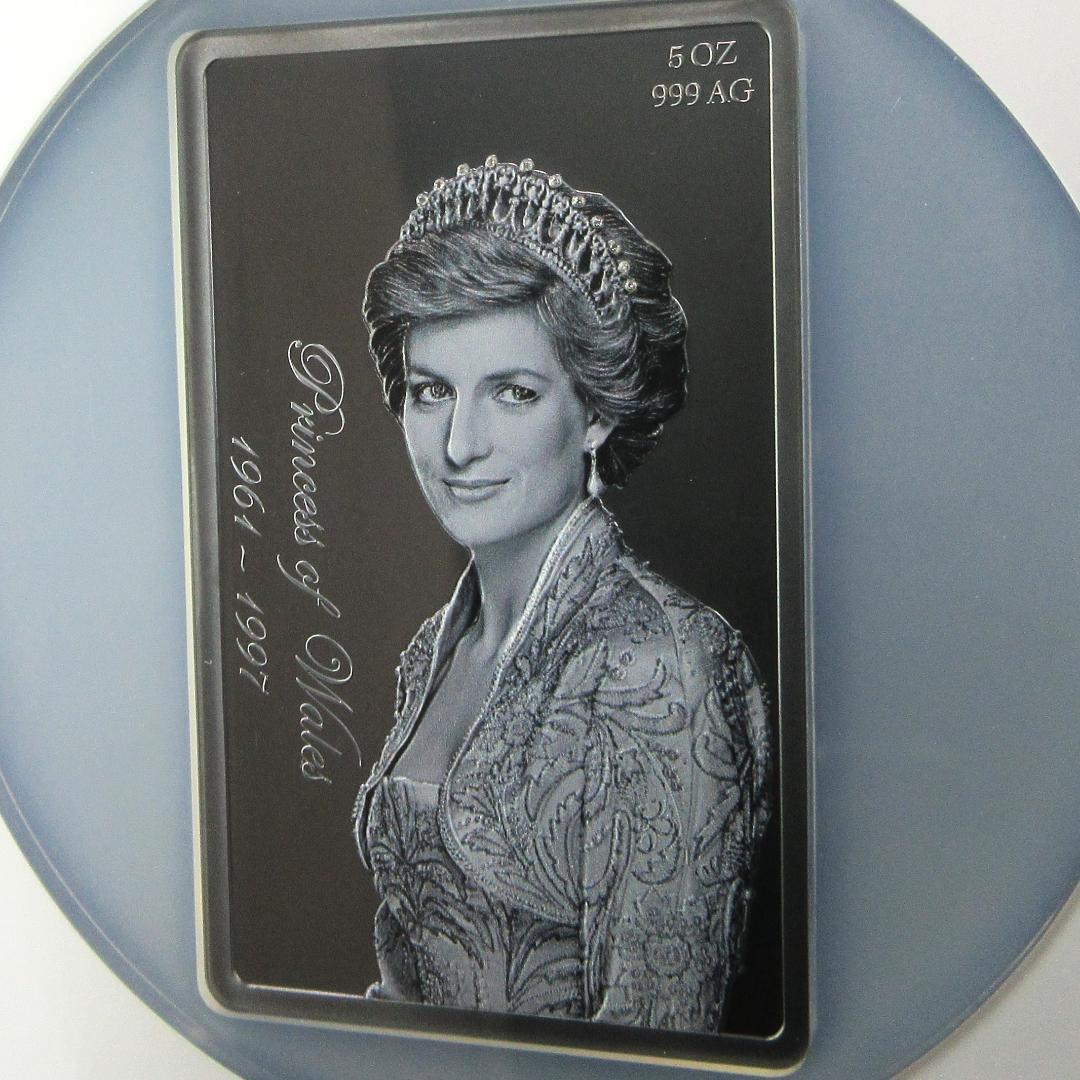 5 OZ
999 AG
Princess of Wales
1961 - 1997